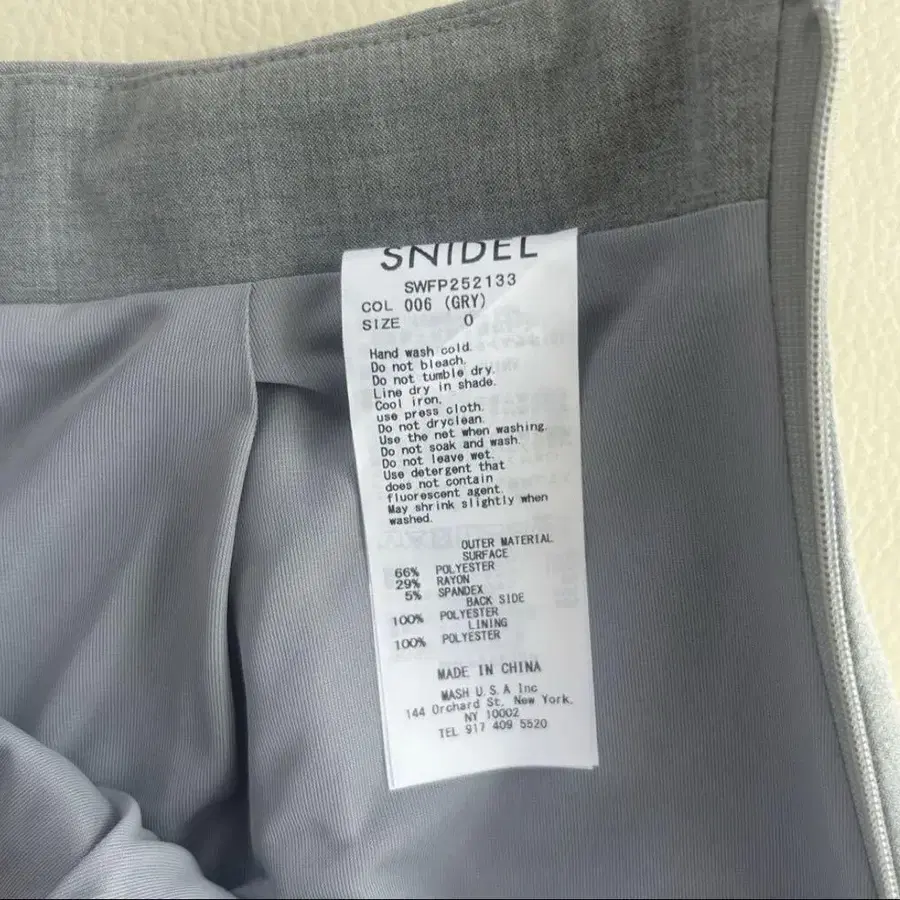 SNIDEL
SWFP252133
COL 006 (GRY)
SIZE 0
Hand wash cold.
Do not bleach.
Do not tumble dry.
Line dry in shade.
Cool iron.
use press cloth.
Do not dryclean.
Use the net when washing.
Do not soak and wash.
Do not leave wet.
Use detergent that
does not contain
fluorescent agent.
May shrink slightly when
washed.
OUTER MATERIAL
SURFACE
66% POLYESTER
29% RAYON
5% SPANDEX
BACK SIDE
100% POLYESTER
LINING
100% POLYESTER
MADE IN CHINA
MASH U.S.A Inc
144 Orchard St. New York.
NY 10002
TEL 917 409 5520